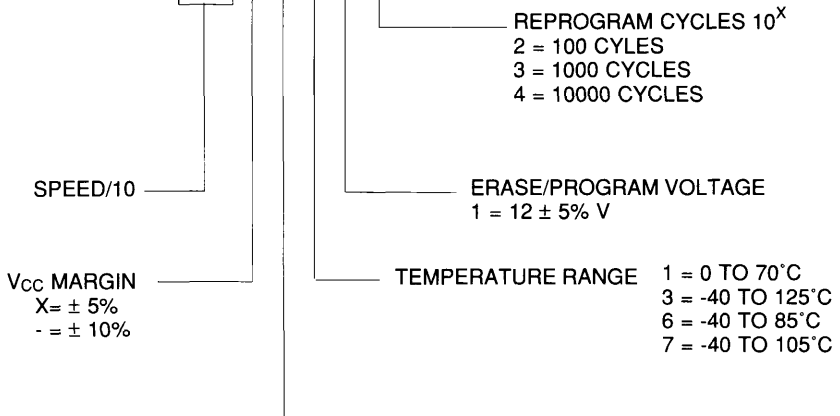 REPROGRAM CYCLES 10^X
2 = 100 CYLES
3 = 1000 CYCLES
4 = 10000 CYCLES
SPEED/10
ERASE/PROGRAM VOLTAGE
1 = 12 ± 5% V
VCC MARGIN
X= ± 5%
- = ± 10%
TEMPERATURE RANGE 1 = 0 TO 70°C
3 = -40 TO 125°C
6 = -40 TO 85°C
7 = -40 TO 105°C